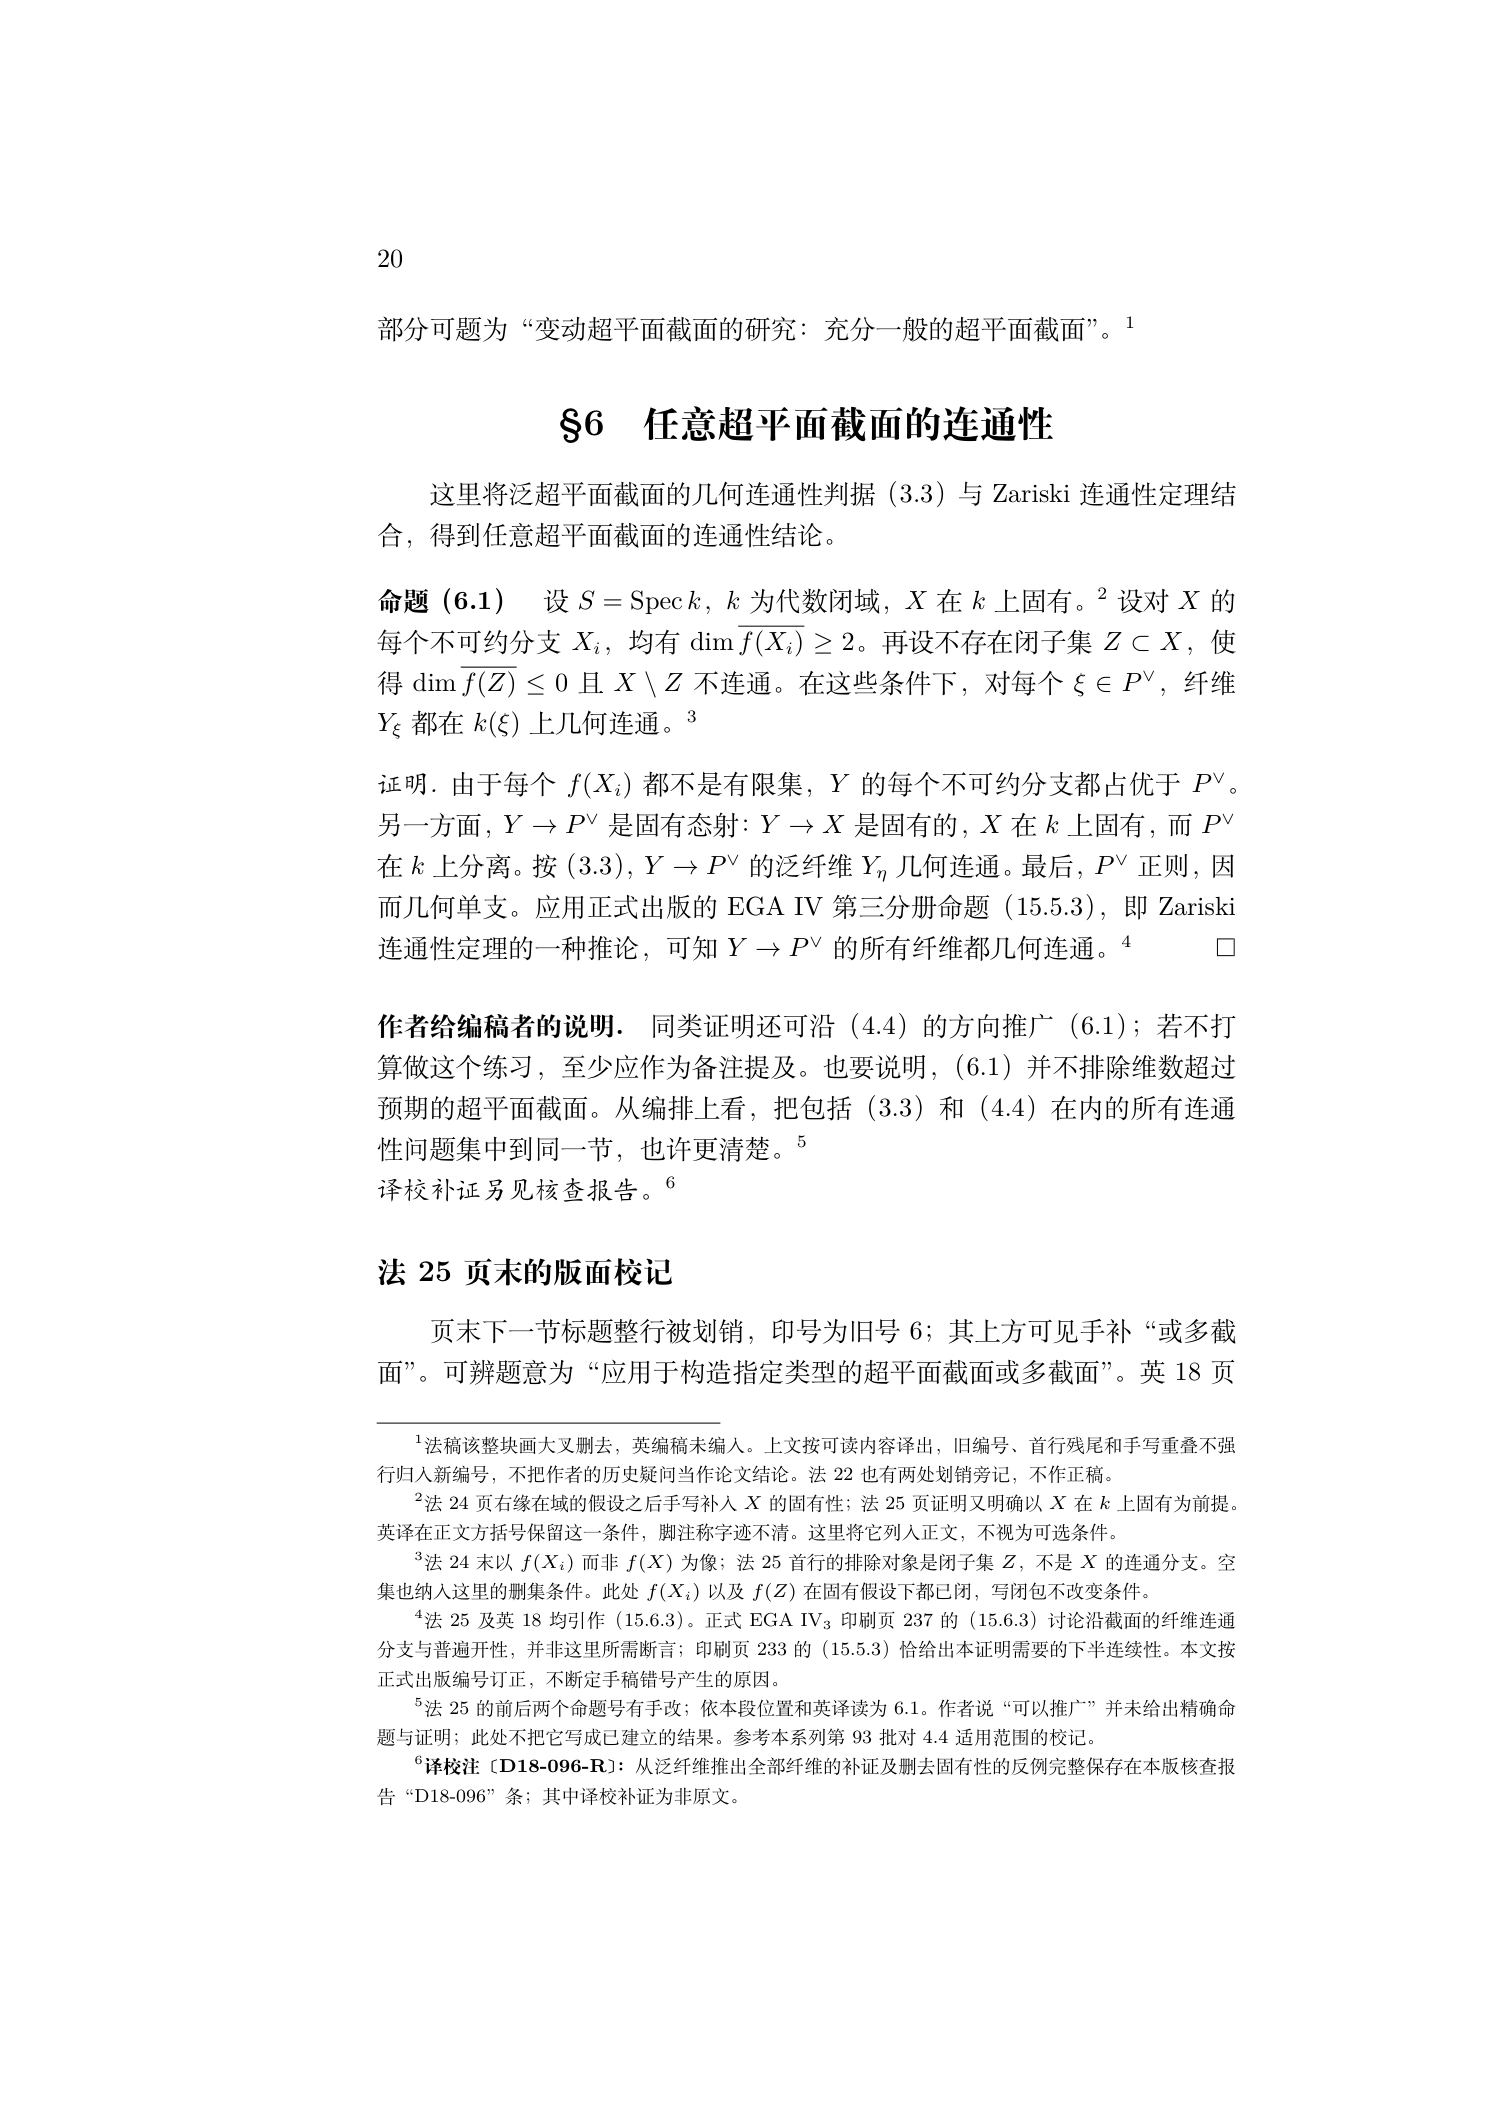 20
部分可题为“变动超平面截面的研究：充分一般的超平面截面”。1
§6 任意超平面截面的连通性
这里将泛超平面截面的几何连通性判据（3.3）与 Zariski 连通性定理结
合，得到任意超平面截面的连通性结论。
命题（6.1） 设 S = Spec k，k 为代数闭域，X 在 k 上固有。2 设对 X 的
每个不可约分支 Xᵢ，均有 dim \overline{f(Xᵢ)} ≥ 2。再设不存在闭子集 Z ⊂ X，使
得 dim \overline{f(Z)} ≤ 0 且 X \ Z 不连通。在这些条件下，对每个 ξ ∈ P^∨，纤维
Y_ξ 都在 k(ξ) 上几何连通。3
证明. 由于每个 f(Xᵢ) 都不是有限集，Y 的每个不可约分支都占优于 P^∨。
另一方面，Y → P^∨ 是固有态射：Y → X 是固有的，X 在 k 上固有，而 P^∨
在 k 上分离。按（3.3），Y → P^∨ 的泛纤维 Y_η 几何连通。最后，P^∨ 正则，因
而几何单支。应用正式出版的 EGA IV 第三分册命题（15.5.3），即 Zariski
连通性定理的一种推论，可知 Y → P^∨ 的所有纤维都几何连通。4 □
作者给编稿者的说明. 同类证明还可沿（4.4）的方向推广（6.1）；若不打
算做这个练习，至少应作为备注提及。也要说明，（6.1）并不排除维数超过
预期的超平面截面。从编排上看，把包括（3.3）和（4.4）在内的所有连通
性问题集中到同一节，也许更清楚。5
译校补证另见核查报告。6
法 25 页末的版面校记
页末下一节标题整行被划销，印号为旧号 6；其上方可见手补“或多截
面”。可辨题意为“应用于构造指定类型的超平面截面或多截面”。英 18 页
1法稿该整块画大叉删去，英编稿未编入。上文按可读内容译出，旧编号、首行残尾和手写重叠不强
行归入新编号，不把作者的历史疑问当作论文结论。法 22 也有两处划销旁记，不作正稿。
2法 24 页右缘在域的假设之后手写补入 X 的固有性；法 25 页证明又明确以 X 在 k 上固有为前提。
英译在正文方括号保留这一条件，脚注称字迹不清。这里将它列入正文，不视为可选条件。
3法 24 末以 f(Xᵢ) 而非 f(X) 为像；法 25 首行的排除对象是闭子集 Z，不是 X 的连通分支。空
集也纳入这里的删集条件。此处 f(Xᵢ) 以及 f(Z) 在固有假设下都已闭，写闭包不改变条件。
4法 25 及英 18 均引作（15.6.3）。正式 EGA IV₃ 印刷页 237 的（15.6.3）讨论沿截面的纤维连通
分支与普遍开性，并非这里所需断言；印刷页 233 的（15.5.3）恰给出本证明需要的下半连续性。本文按
正式出版编号订正，不断定手稿错号产生的原因。
5法 25 的前后两个命题号有手改；依本段位置和英译读为 6.1。作者说“可以推广”并未给出精确命
题与证明；此处不把它写成已建立的结果。参考本系列第 93 批对 4.4 适用范围的校记。
6译校注〔D18-096-R〕：从泛纤维推出全部纤维的补证及删去固有性的反例完整保存在本版核查报
告“D18-096”条；其中译校补证为非原文。